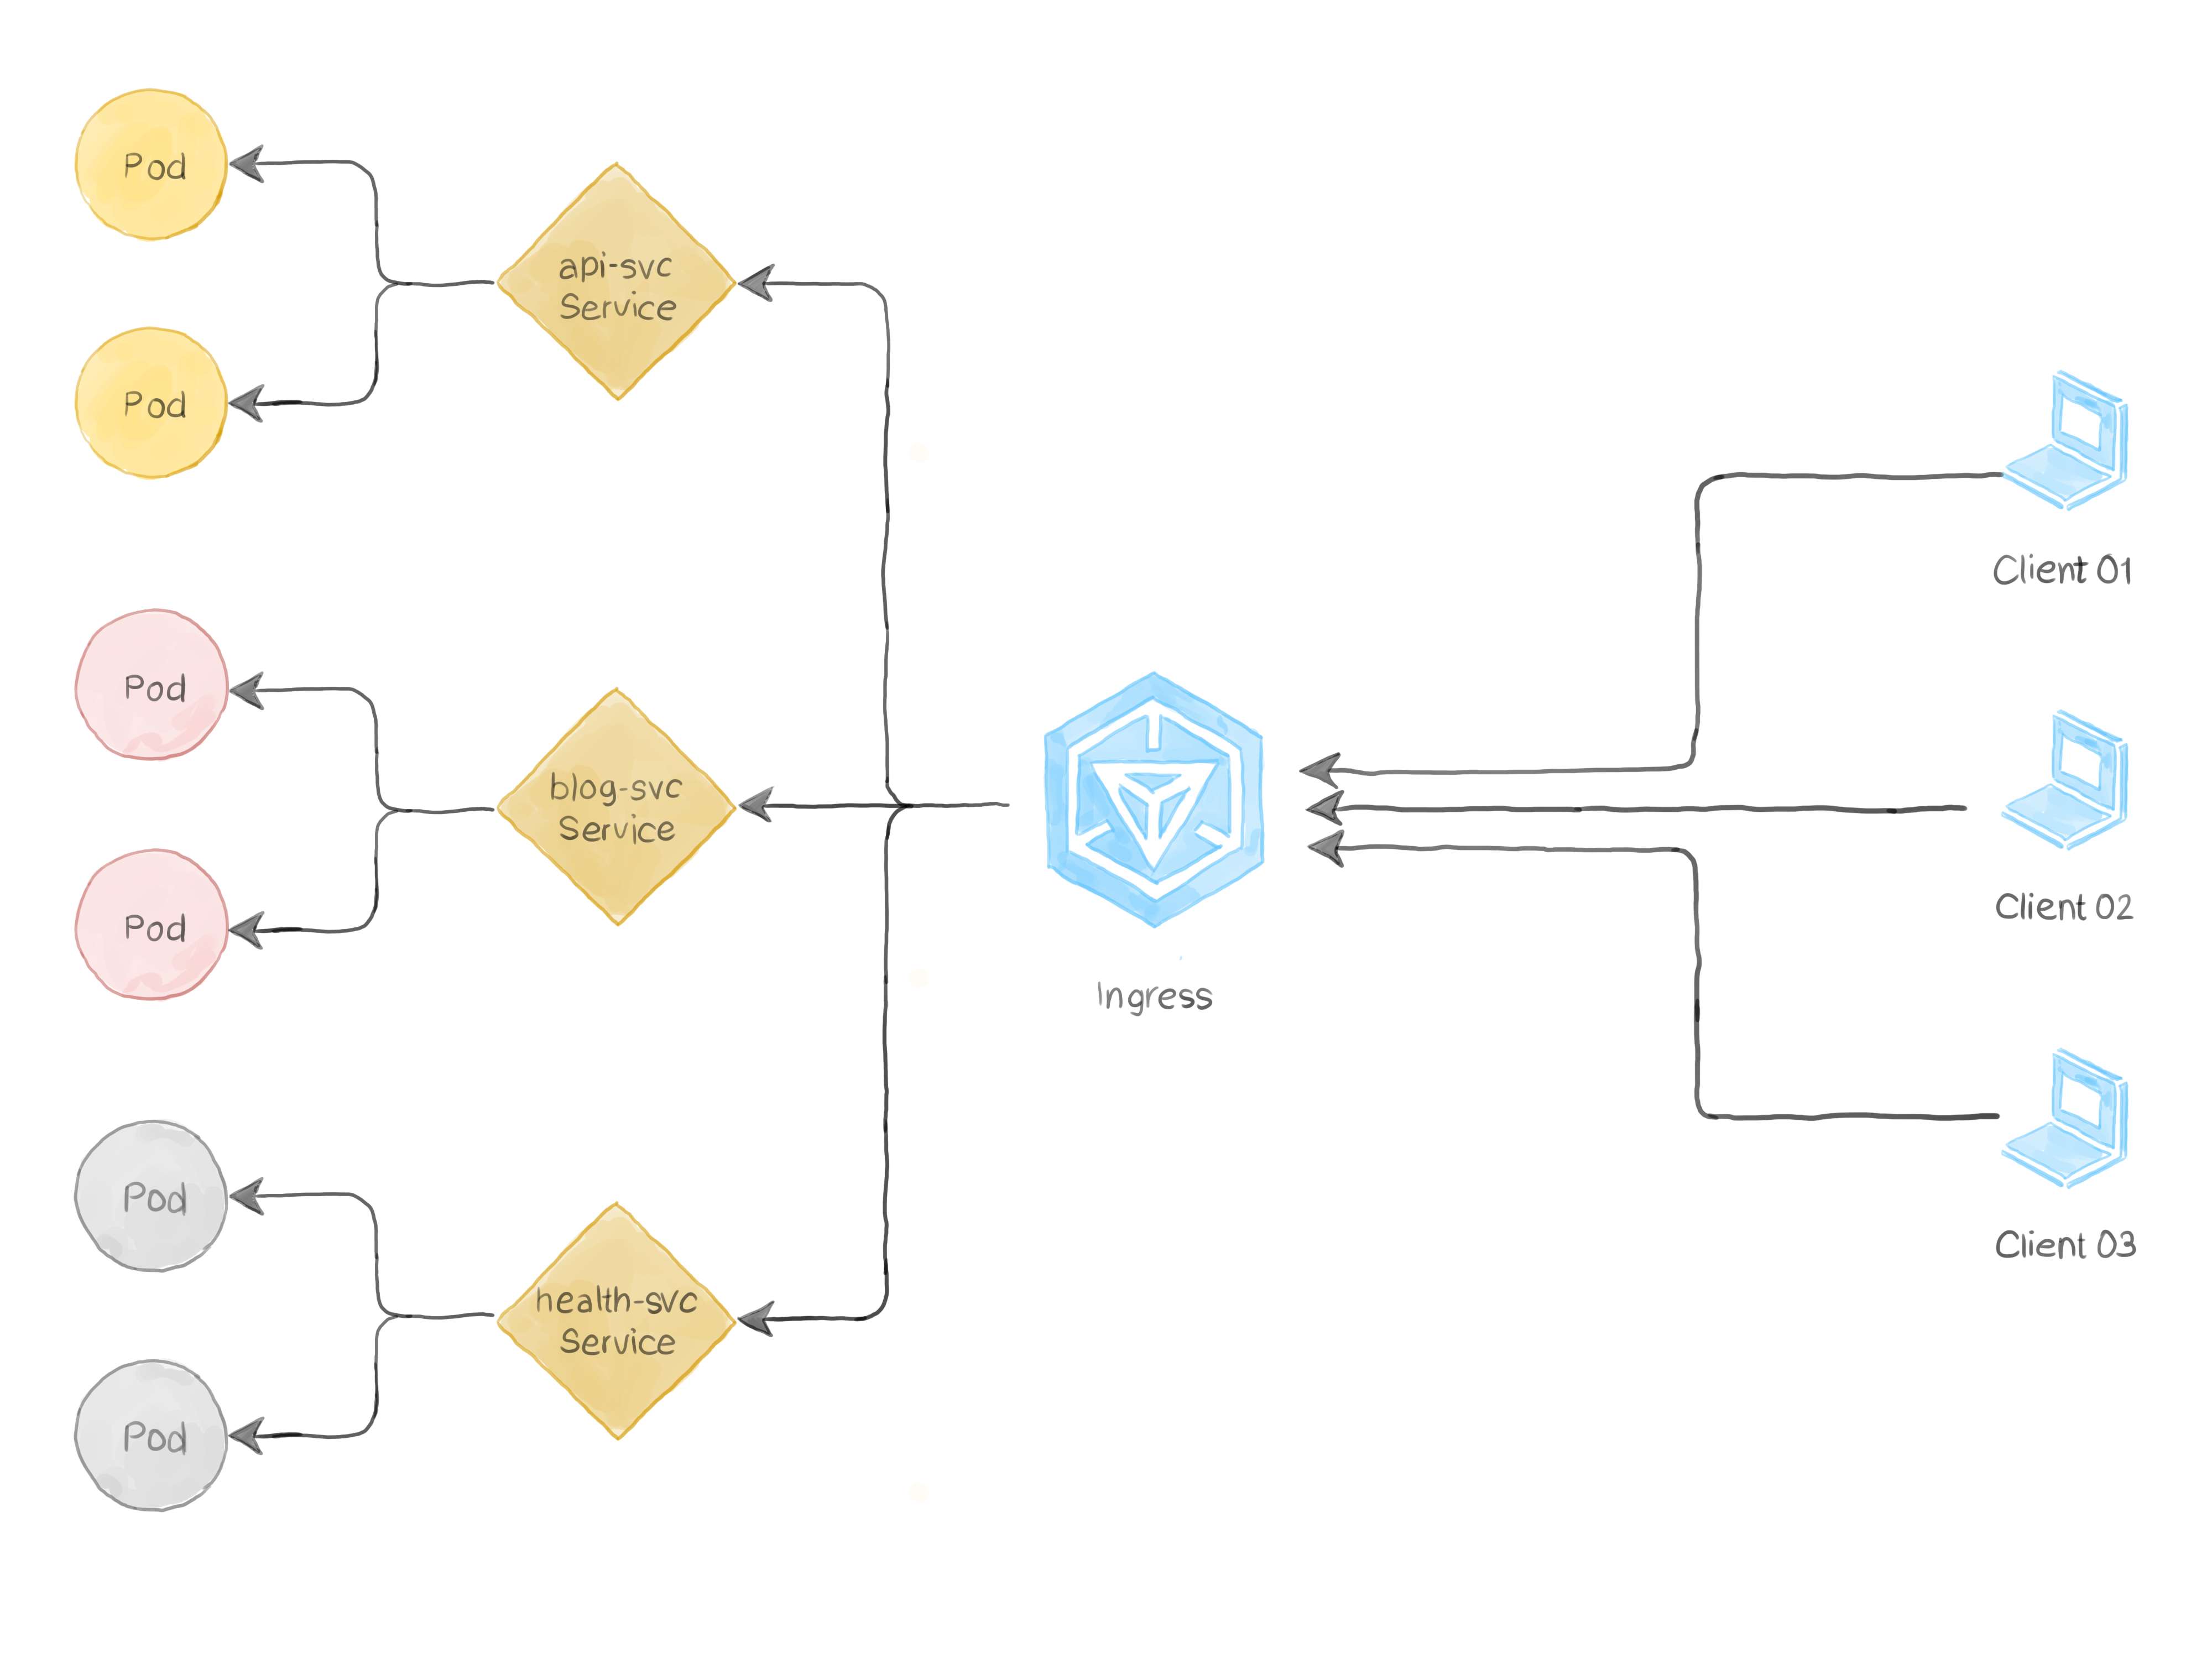 Pod
api-svc
Service
Pod
Client 01
Pod
blog-svc
Service
Pod
Ingress
Client 02
Pod
health-svc
Service
Pod
Client 03